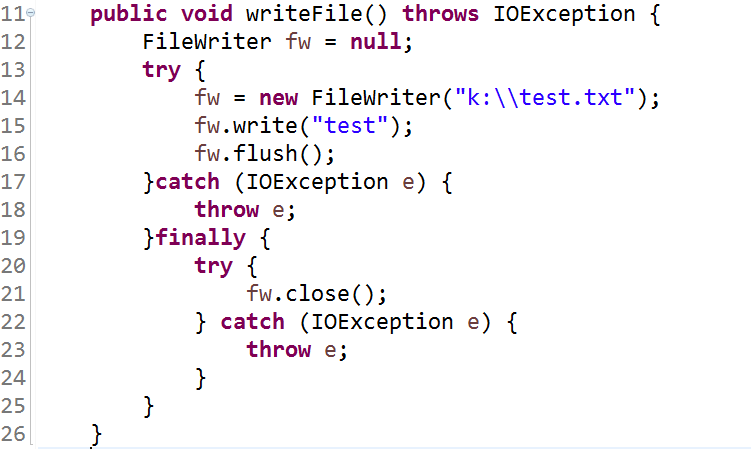 11 public void writeFile() throws IOException {
12 FileWriter fw = null;
13 try {
14 fw = new FileWriter("k:\\test.txt");
15 fw.write("test");
16 fw.flush();
17 }catch (IOException e) {
18 throw e;
19 }finally {
20 try {
21 fw.close();
22 } catch (IOException e) {
23 throw e;
24 }
25 }
26 }